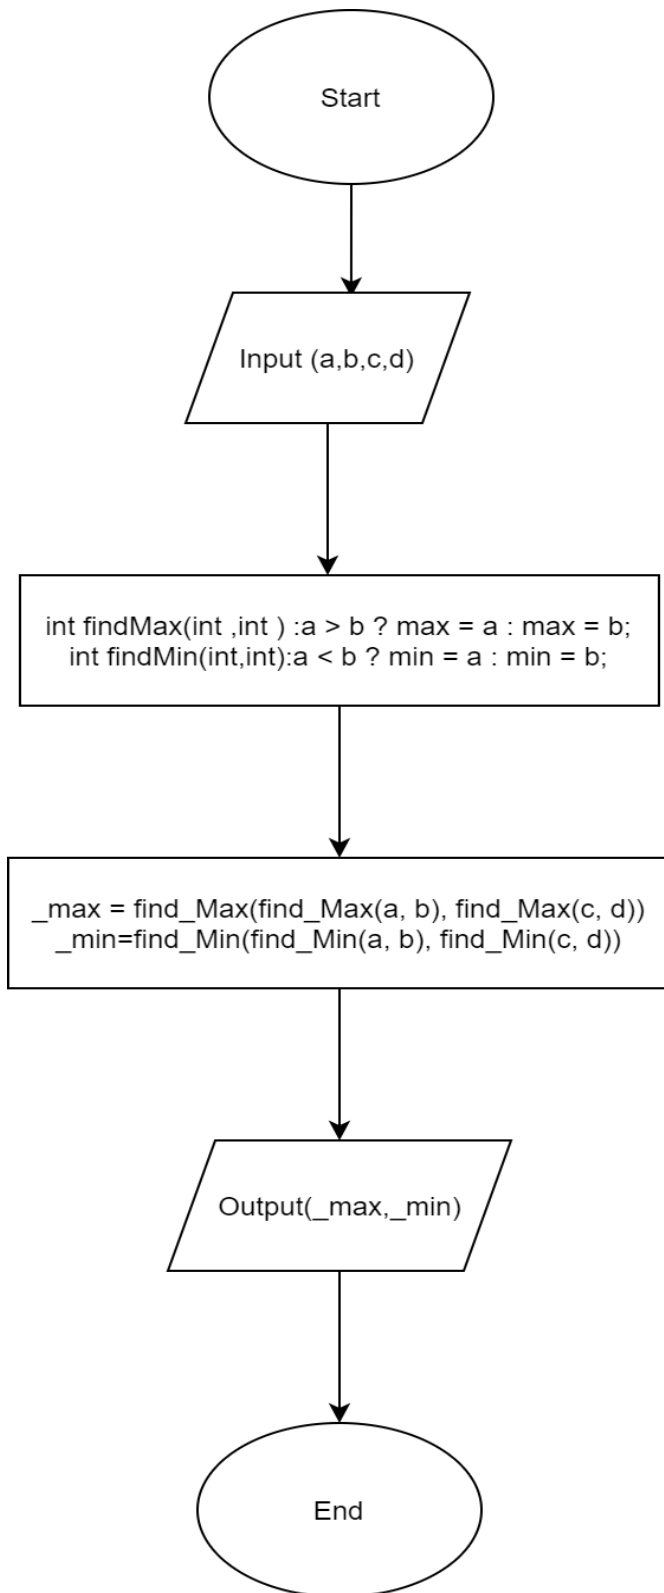 Start
Input (a,b,c,d)
int findMax(int ,int ) :a > b ? max = a : max = b;
int findMin(int,int):a < b ? min = a : min = b;
_max = find_Max(find_Max(a, b), find_Max(c, d))
_min=find_Min(find_Min(a, b), find_Min(c, d))
Output(_max,_min)
End